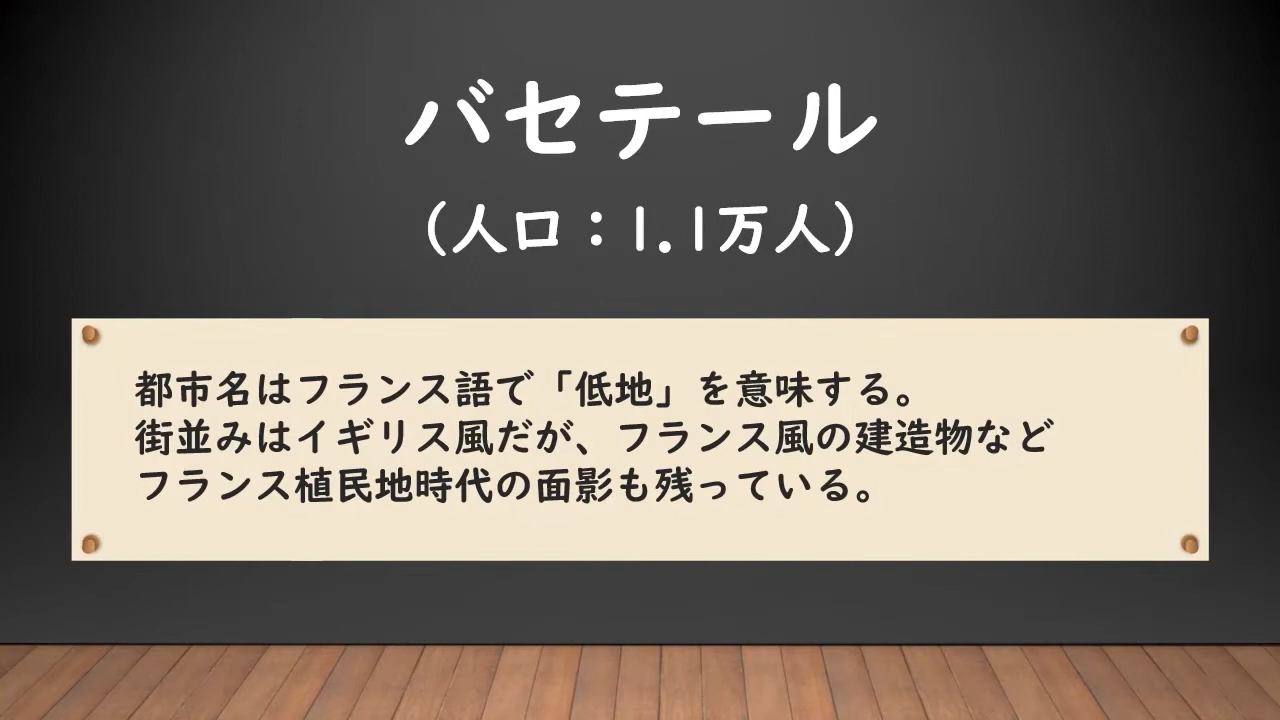 バセテール
(人口：1.1万人)
都市名はフランス語で「低地」を意味する。
街並みはイギリス風だが、フランス風の建造物など
フランス植民地時代の面影も残っている。